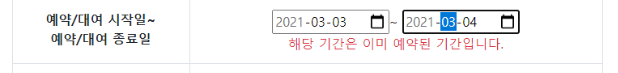 예약/대여 시작일~
예약/대여 종료일
2021-03-03 ~ 2021-03-04
해당 기간은 이미 예약된 기간입니다.